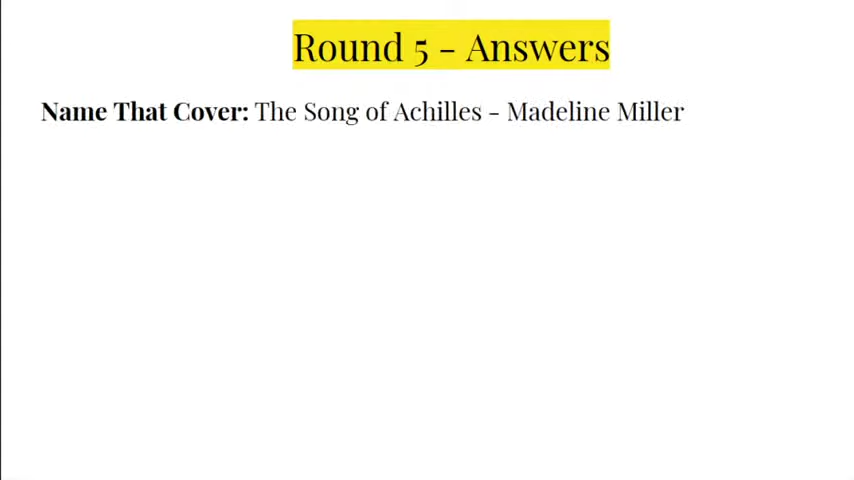 Round 5 - Answers
Name That Cover: The Song of Achilles - Madeline Miller